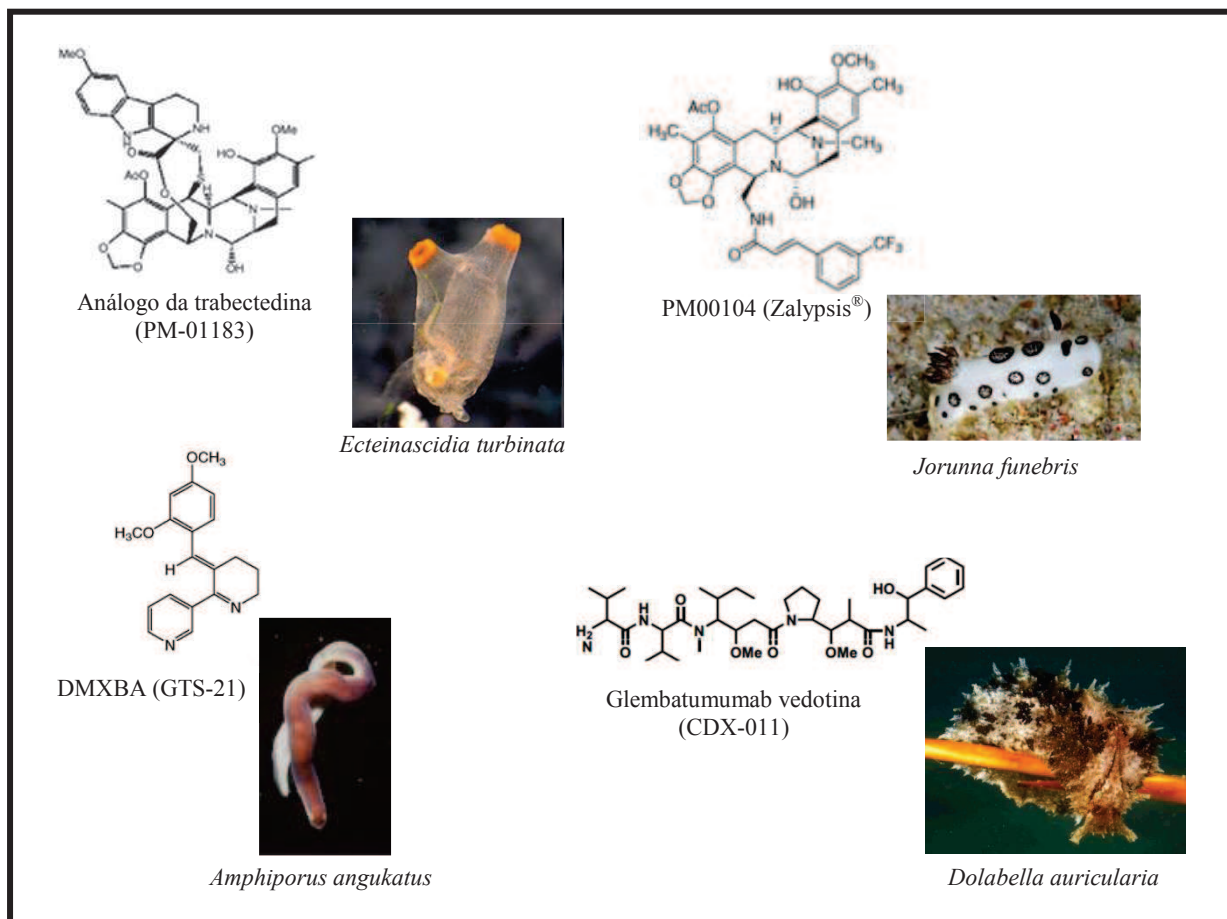 MeO
NH
N
H
O
HO
OMe
AcO
S
H
O
N
N
O
O
OH
Análogo da trabectedina
(PM-01183)
Ecteinascidia turbinata
OCH3
HO
CH3
AcO
H
H3C
N
CH3
N
O
O
OH
NH
O
CF3
PM00104 (Zalypsis®)
Jorunna funebris
OCH3
H3CO
H
N
N
DMXBA (GTS-21)
Amphiporus angukatus
H2
N
O
H
N
O
N
OMe
O
N
OMe
O
N
H
HO
Glembatumumab vedotina
(CDX-011)
Dolabella auricularia